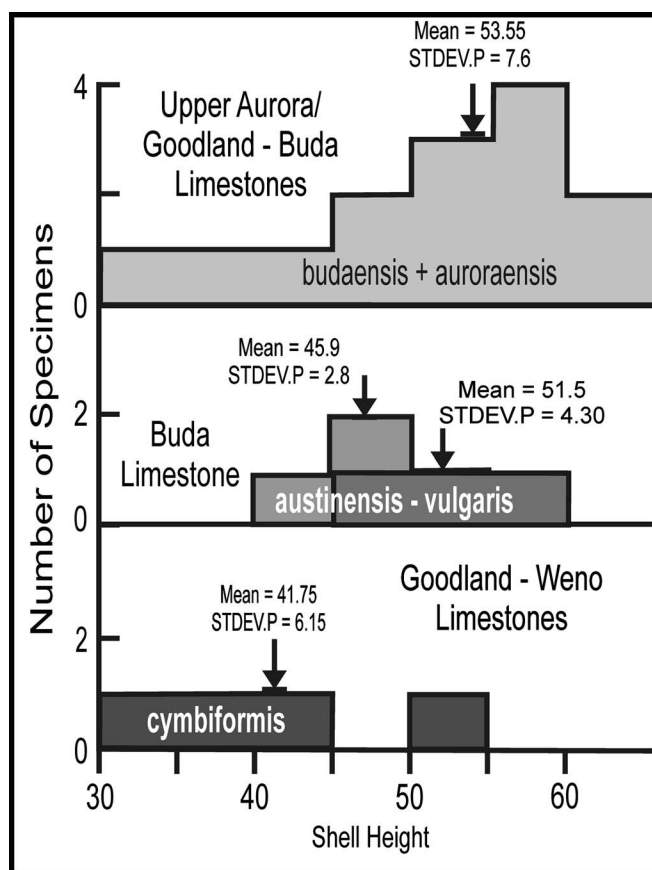 Mean = 53.55
STDEV.P = 7.6
4
Upper Aurora/
Goodland - Buda
Limestones
budaensis + auroraensis
0
Number of Specimens
Mean = 45.9
STDEV.P = 2.8
Mean = 51.5
STDEV.P = 4.30
2
Buda
Limestone
austinensis - vulgaris
0
Goodland - Weno
Limestones
Mean = 41.75
STDEV.P = 6.15
2
cymbiformis
0
30
40
50
60
Shell Height